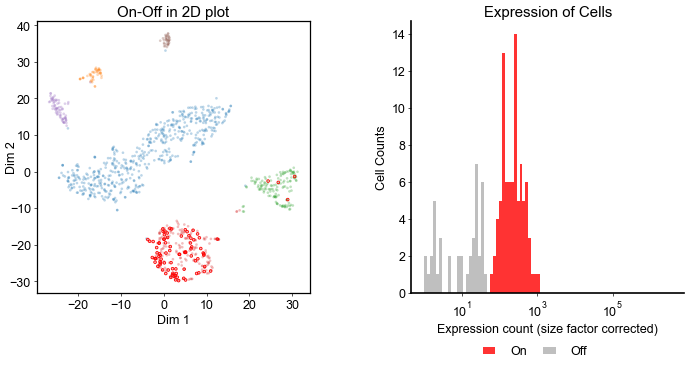 On-Off in 2D plot
40
30
20
10
0
−10
−20
−30
Dim 2
−20 −10 0 10 20 30
Dim 1
Expression of Cells
14
12
10
8
6
4
2
0
Cell Counts
10^1 10^3 10^5
Expression count (size factor corrected)
On Off